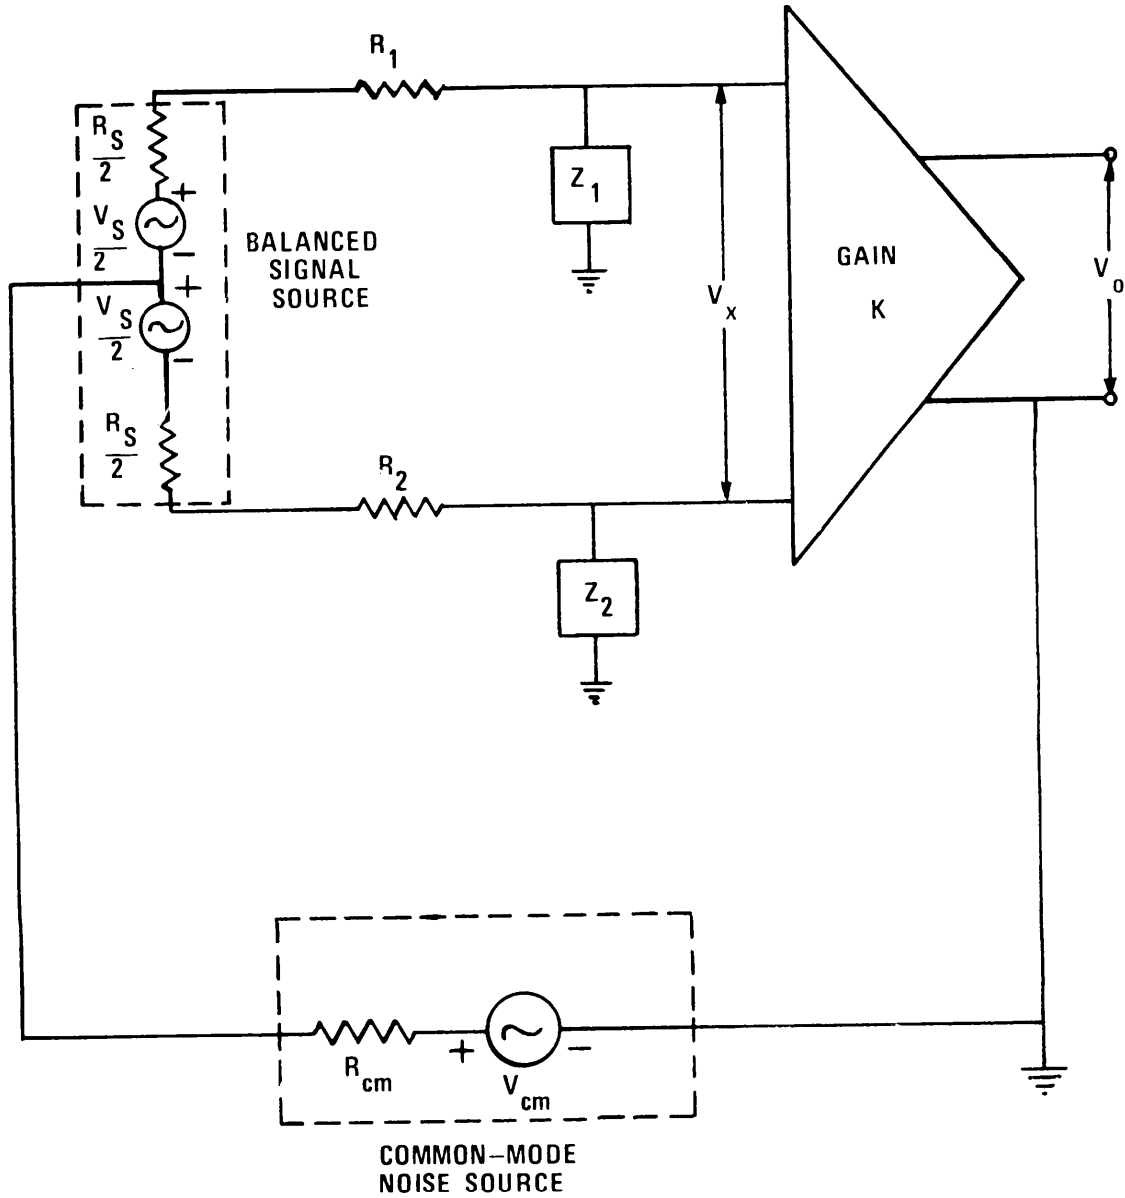 R1
RS
2
+
VS
2
−
BALANCED
SIGNAL
SOURCE
+
VS
2
−
RS
2
R2
Z1
Vx
GAIN
K
Vo
Z2
Rcm
+
−
Vcm
COMMON–MODE
NOISE SOURCE